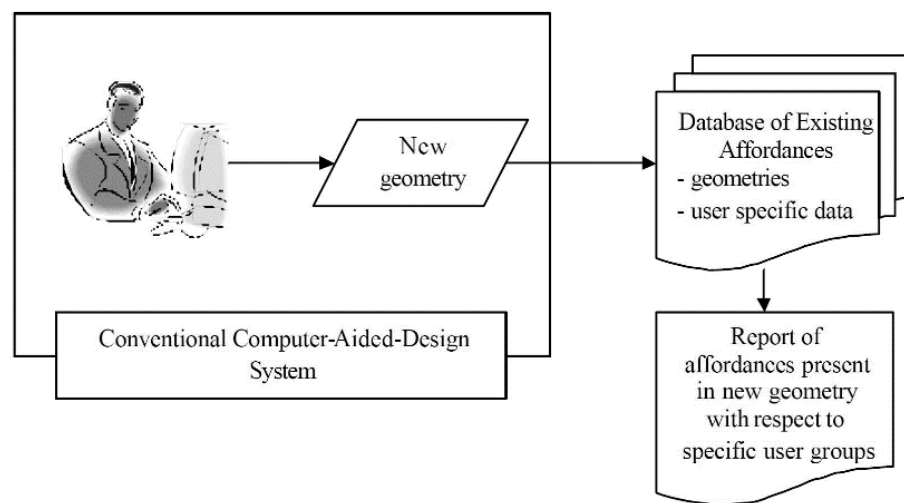 New
geometry
Database of Existing
Affordances
- geometries
- user specific data
Conventional Computer-Aided-Design
System
Report of
affordances present
in new geometry
with respect to
specific user groups